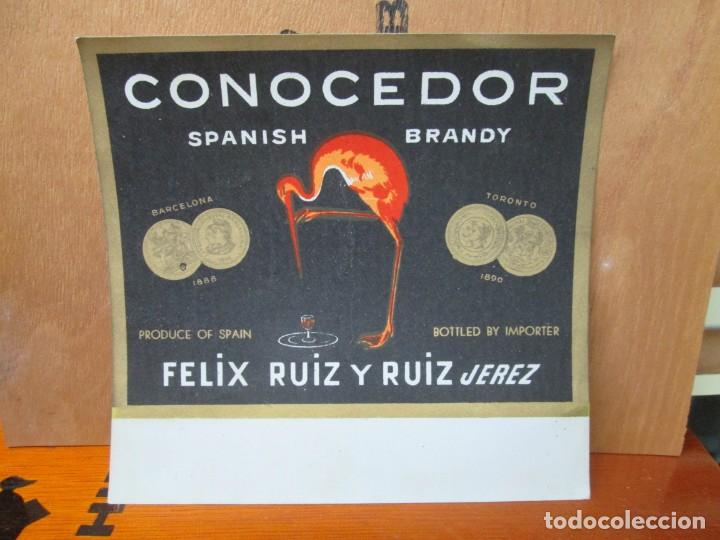 CONOCEDOR
SPANISH BRANDY
BARCELONA
1888
TORONTO
1890
PRODUCE OF SPAIN
BOTTLED BY IMPORTER
FELIX RUIZ Y RUIZ JEREZ
todocoleccion